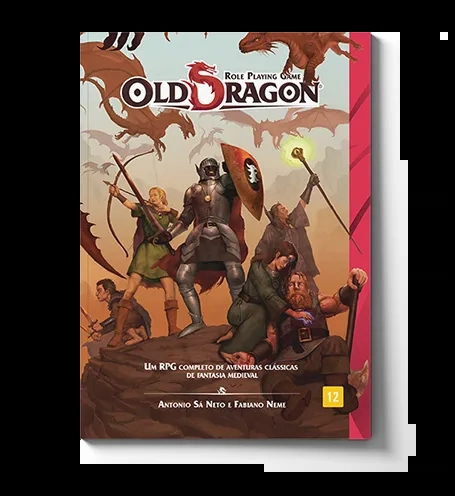 ROLE PLAYING GAME
OLD DRAGON®
UM RPG COMPLETO DE AVENTURAS CLÁSSICAS
DE FANTASIA MEDIEVAL
ANTONIO SÁ NETO E FABIANO NEME
12